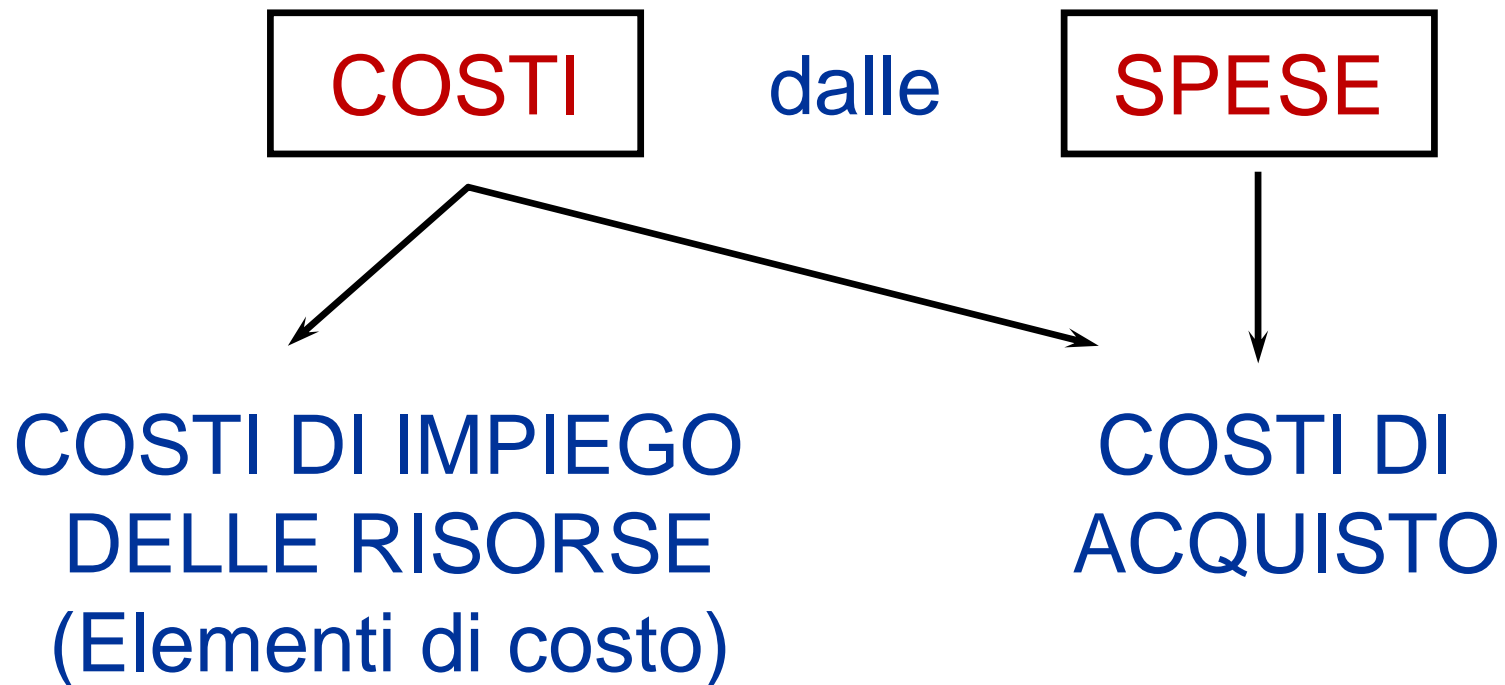 COSTI dalle SPESE
COSTI DI IMPIEGO
DELLE RISORSE
(Elementi di costo)
COSTI DI
ACQUISTO